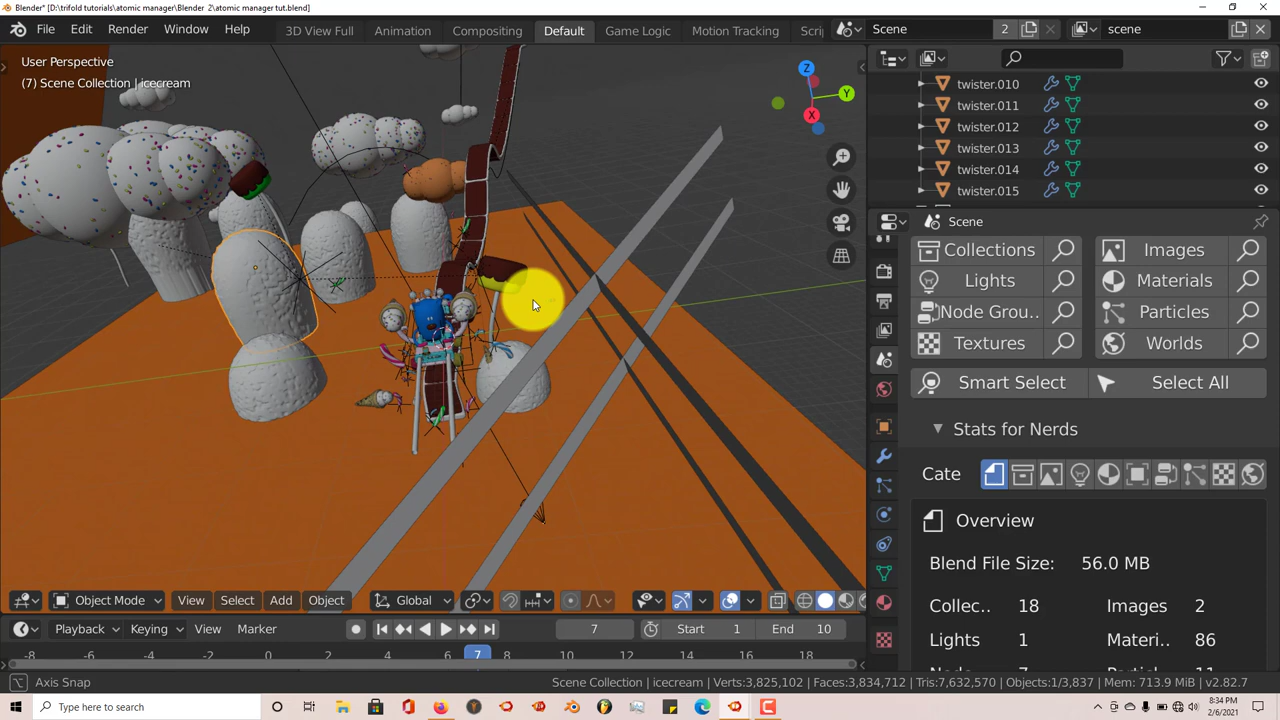 Blender* [D:\trifold tutorials\atomic manager\Blender 2\atomic manager tut.blend]
File Edit Render Window Help 3D View Full Animation Compositing Default Game Logic Motion Tracking Scri Scene 2 scene
User Perspective
(7) Scene Collection | icecream
Z
Y
X
twister.010
twister.011
twister.012
twister.013
twister.014
twister.015
Scene
Collections Images
Lights Materials
Node Grou.. Particles
Textures Worlds
Smart Select Select All
Stats for Nerds
Cate
Overview
Blend File Size: 56.0 MB
Collec.. 18 Images 2
Lights 1 Materi.. 86
Object Mode View Select Add Object Global
Playback Keying View Marker 7 Start 1 End 10
-8 -6 -4 -2 0 2 4 6 7 8 10 12 14 16 18
Axis Snap Scene Collection | icecream | Verts:3,825,102 | Faces:3,834,712 | Tris:7,632,570 | Objects:1/3,837 | Mem: 713.9 MiB | v2.82.7
Type here to search
8:34 PM
2/6/2021